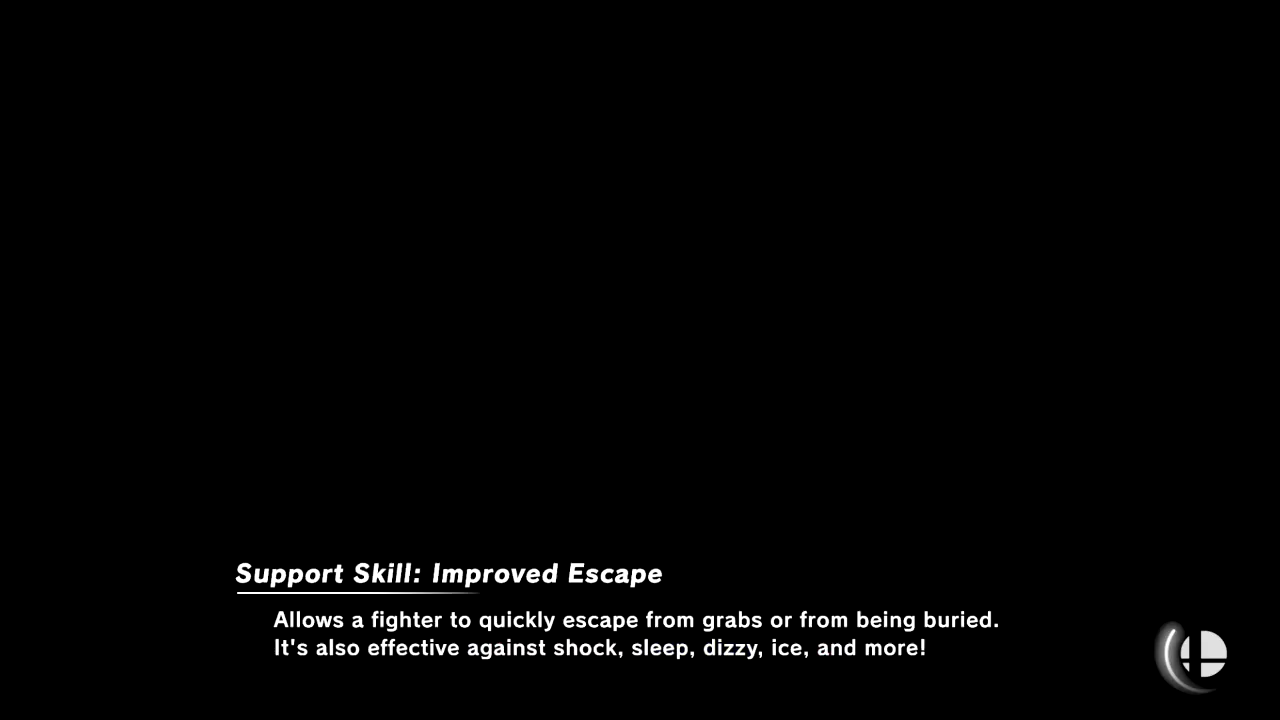 Support Skill: Improved Escape
Allows a fighter to quickly escape from grabs or from being buried.
It's also effective against shock, sleep, dizzy, ice, and more!